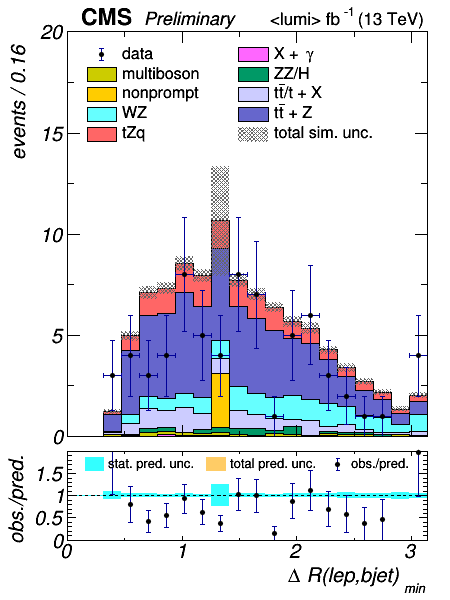 CMS Preliminary <lumi> fb⁻¹ (13 TeV)
events / 0.16
20
15
10
5
0
data
multiboson
nonprompt
WZ
tZq
X + γ
ZZ/H
tt̄/t + X
tt̄ + Z
total sim. unc.
obs./pred.
1.5
1
0.5
0
stat. pred. unc. total pred. unc. obs./pred.
0 1 2 3
Δ R(lep,bjet) min